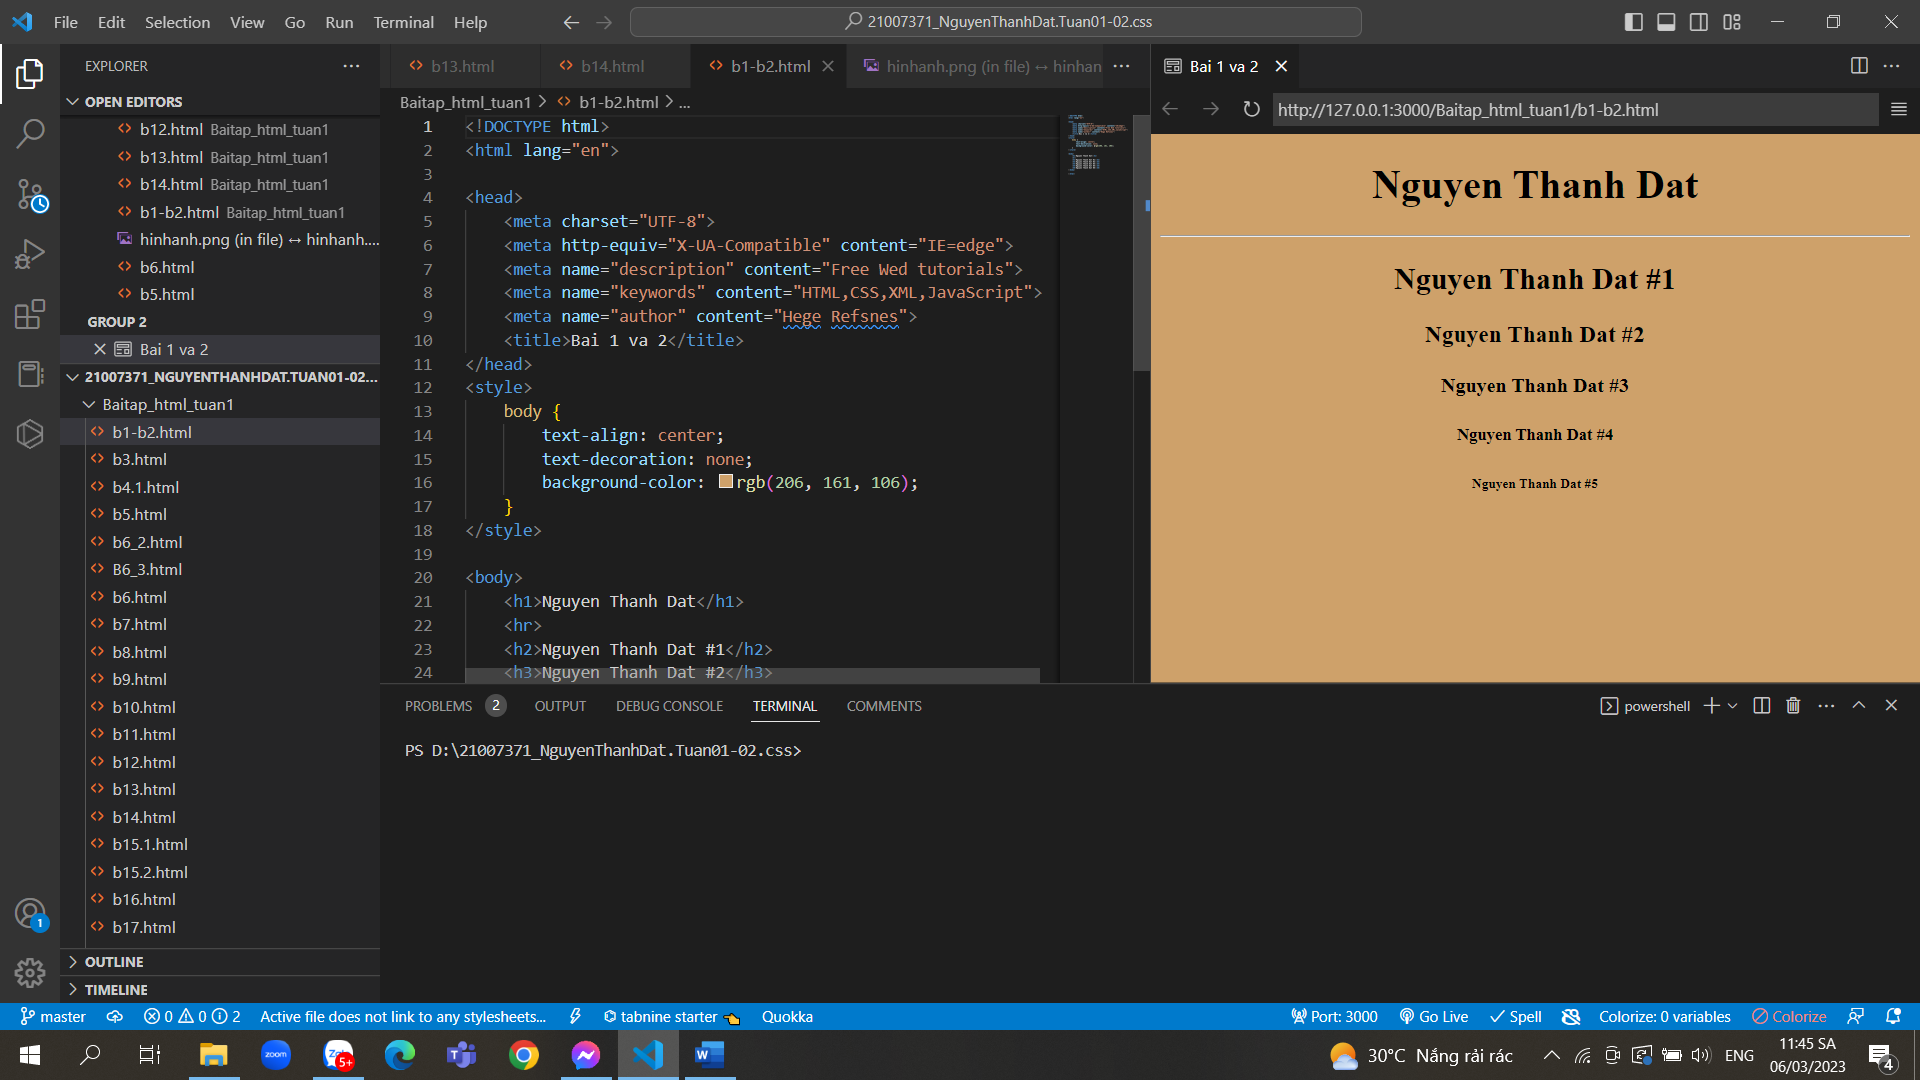 File Edit Selection View Go Run Terminal Help
21007371_NguyenThanhDat.Tuan01-02.css
EXPLORER
OPEN EDITORS
b12.html Baitap_html_tuan1
b13.html Baitap_html_tuan1
b14.html Baitap_html_tuan1
b1-b2.html Baitap_html_tuan1
hinhanh.png (in file) ↔ hinhanh....
b6.html
b5.html
GROUP 2
Bai 1 va 2
21007371_NGUYENTHANHDAT.TUAN01-02...
Baitap_html_tuan1
b1-b2.html
b3.html
b4.1.html
b5.html
b6_2.html
B6_3.html
b6.html
b7.html
b8.html
b9.html
b10.html
b11.html
b12.html
b13.html
b14.html
b15.1.html
b15.2.html
b16.html
b17.html
OUTLINE
TIMELINE
b13.html b14.html b1-b2.html hinhanh.png (in file) ↔ hinhan
Baitap_html_tuan1 > b1-b2.html > ...
1 <!DOCTYPE html>
2 <html lang="en">
3
4 <head>
5 <meta charset="UTF-8">
6 <meta http-equiv="X-UA-Compatible" content="IE=edge">
7 <meta name="description" content="Free Wed tutorials">
8 <meta name="keywords" content="HTML,CSS,XML,JavaScript">
9 <meta name="author" content="Hege Refsnes">
10 <title>Bai 1 va 2</title>
11 </head>
12 <style>
13 body {
14 text-align: center;
15 text-decoration: none;
16 background-color: rgb(206, 161, 106);
17 }
18 </style>
19
20 <body>
21 <h1>Nguyen Thanh Dat</h1>
22 <hr>
23 <h2>Nguyen Thanh Dat #1</h2>
24 <h3>Nguyen Thanh Dat #2</h3>
Bai 1 va 2
http://127.0.0.1:3000/Baitap_html_tuan1/b1-b2.html
Nguyen Thanh Dat
Nguyen Thanh Dat #1
Nguyen Thanh Dat #2
Nguyen Thanh Dat #3
Nguyen Thanh Dat #4
Nguyen Thanh Dat #5
PROBLEMS 2 OUTPUT DEBUG CONSOLE TERMINAL COMMENTS
powershell
PS D:\21007371_NguyenThanhDat.Tuan01-02.css>
1
master 0 0 2 Active file does not link to any stylesheets... tabnine starter Quokka
Port: 3000 Go Live Spell Colorize: 0 variables Colorize
zoom Za 5+
30°C Nắng rải rác ENG
11:45 SA
06/03/2023
4